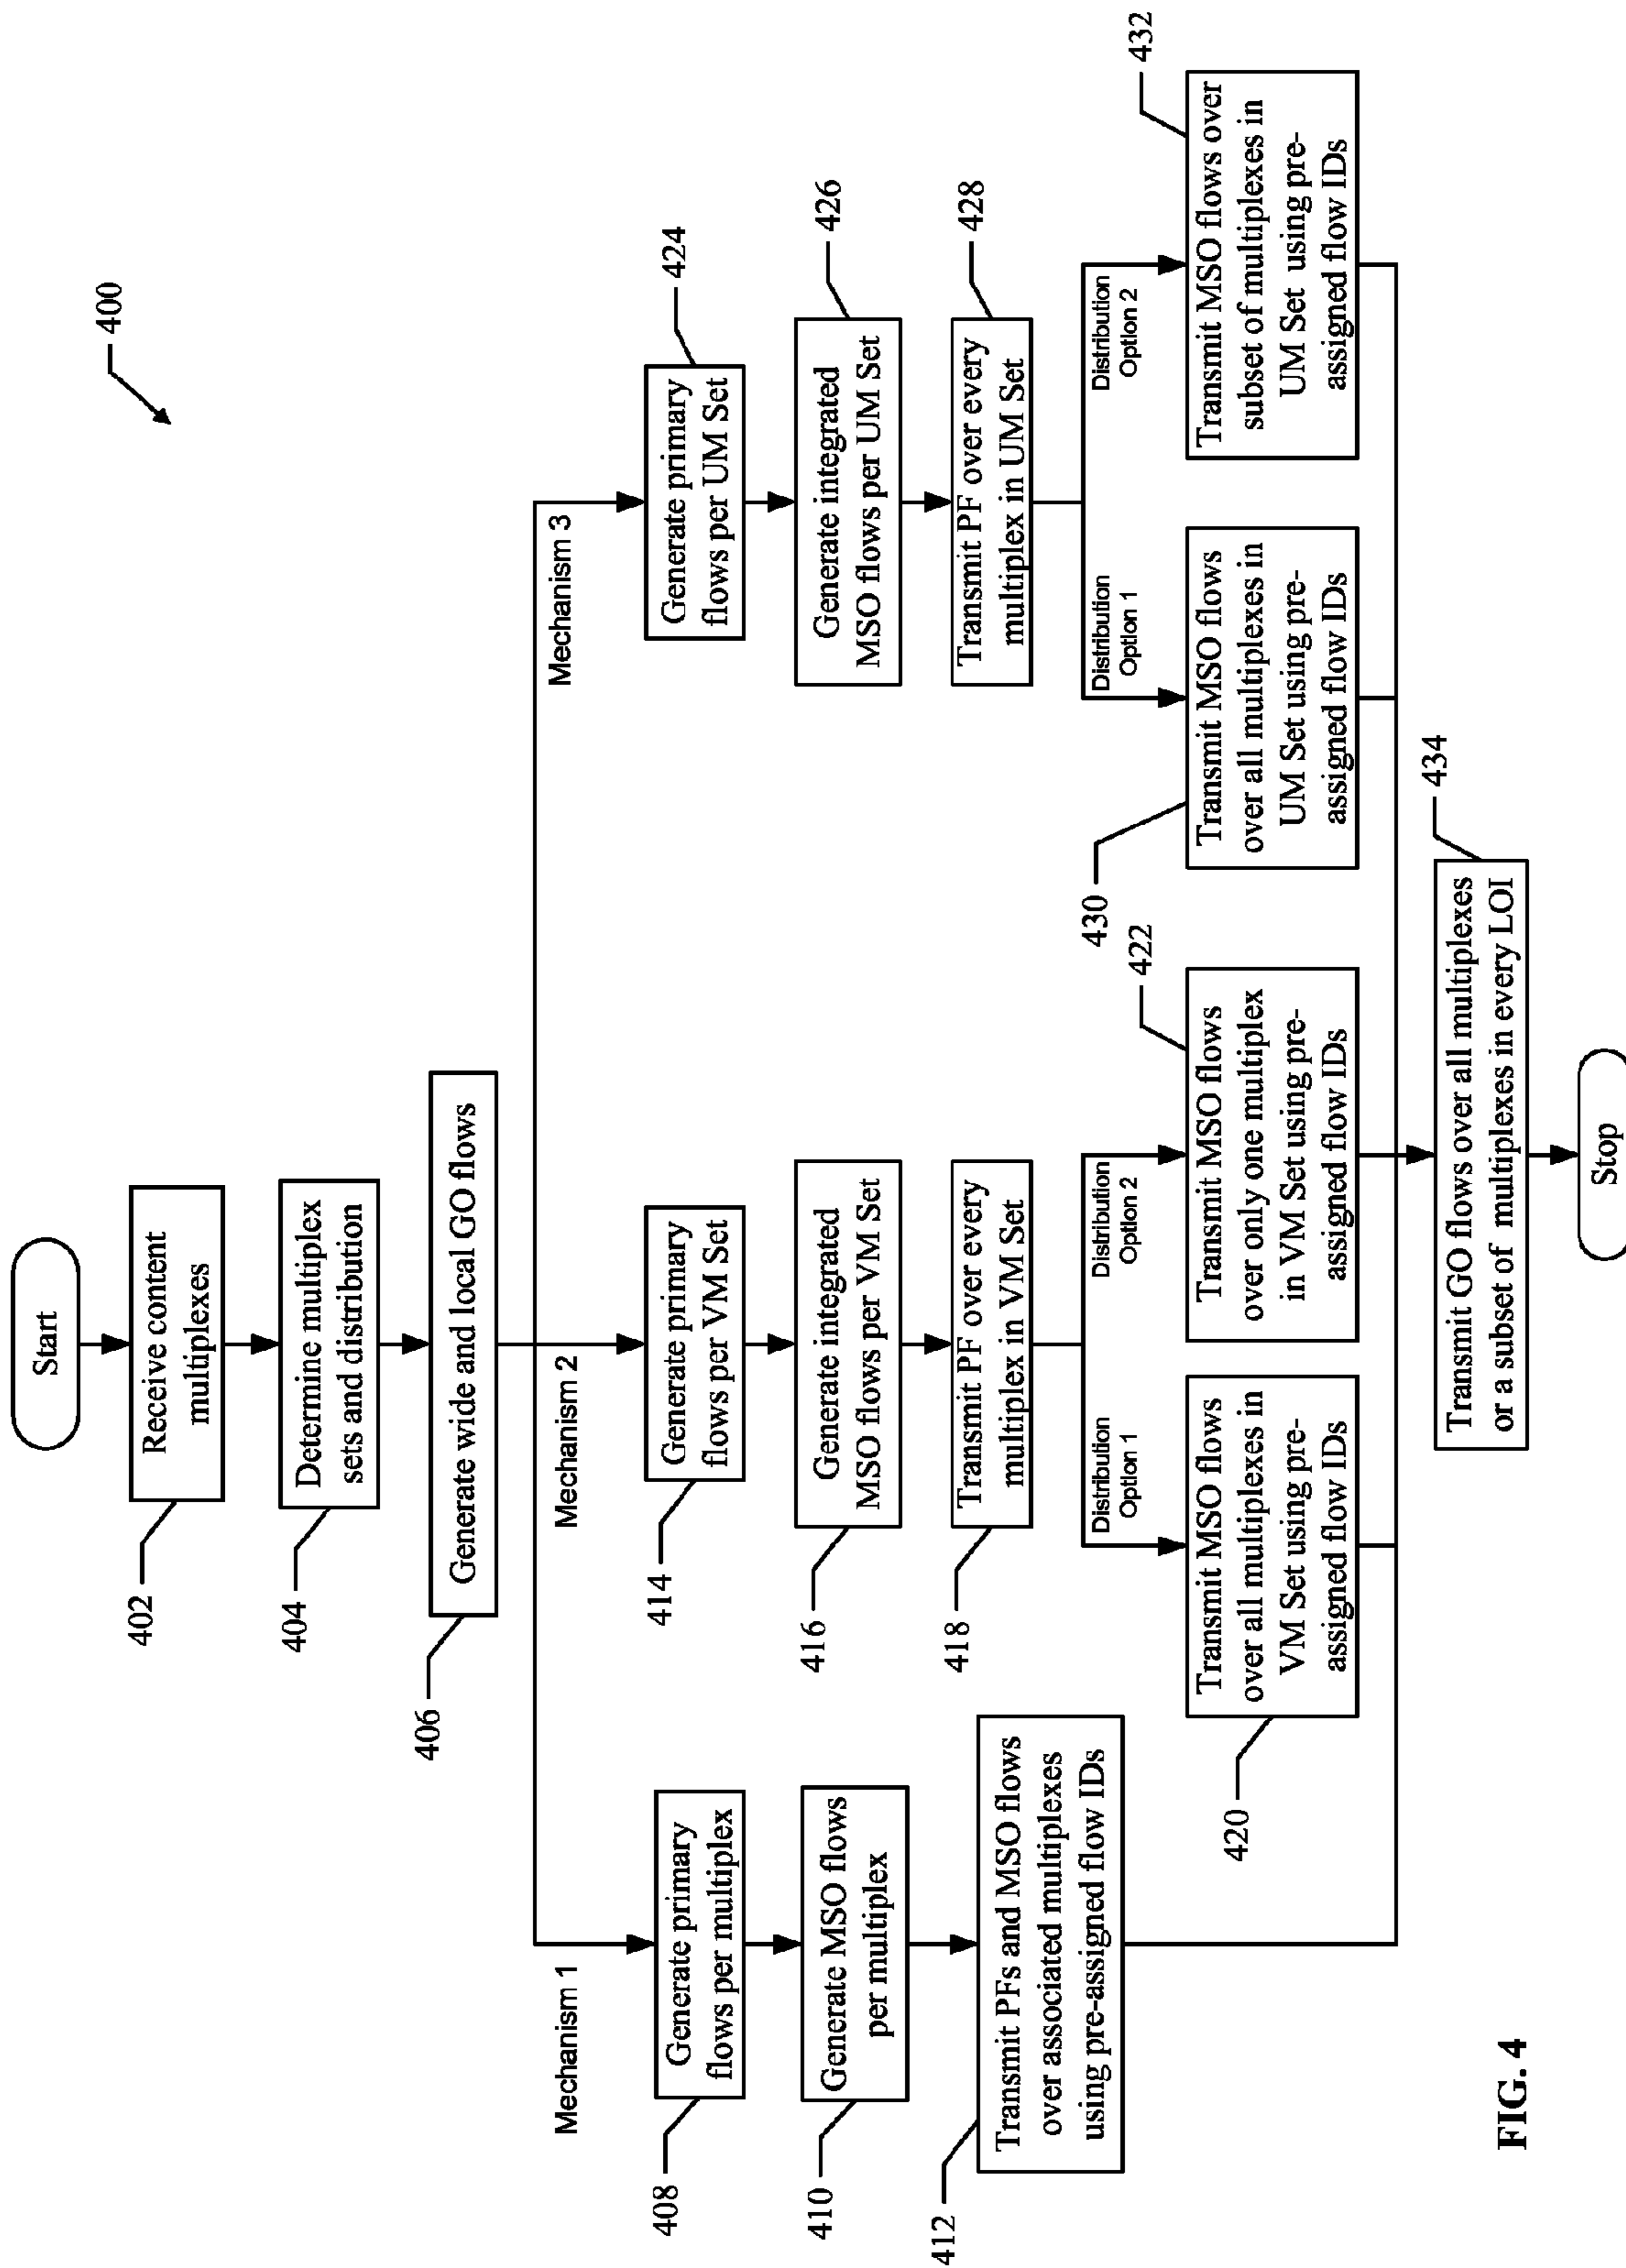 400
Start
Receive content
multiplexes
402
Determine multiplex
sets and distribution
404
Generate wide and local GO flows
406
Mechanism 1
Generate primary
flows per multiplex
408
Generate MSO flows
per multiplex
410
Transmit PFs and MSO flows
over associated multiplexes
using pre-assigned flow IDs
412
Mechanism 2
Generate primary
flows per VM Set
414
Generate integrated
MSO flows per VM Set
416
Transmit PF over every
multiplex in VM Set
418
Distribution
Option 1
Transmit MSO flows
over all multiplexes in
VM Set using pre-
assigned flow IDs
420
Distribution
Option 2
Transmit MSO flows
over only one multiplex
in VM Set using pre-
assigned flow IDs
422
Mechanism 3
Generate primary
flows per UM Set
424
Generate integrated
MSO flows per UM Set
426
Transmit PF over every
multiplex in UM Set
428
Distribution
Option 1
Transmit MSO flows
over all multiplexes in
UM Set using pre-
assigned flow IDs
430
Distribution
Option 2
Transmit MSO flows over
subset of multiplexes in
UM Set using pre-
assigned flow IDs
432
Transmit GO flows over all multiplexes
or a subset of multiplexes in every LOI
434
Stop
FIG. 4